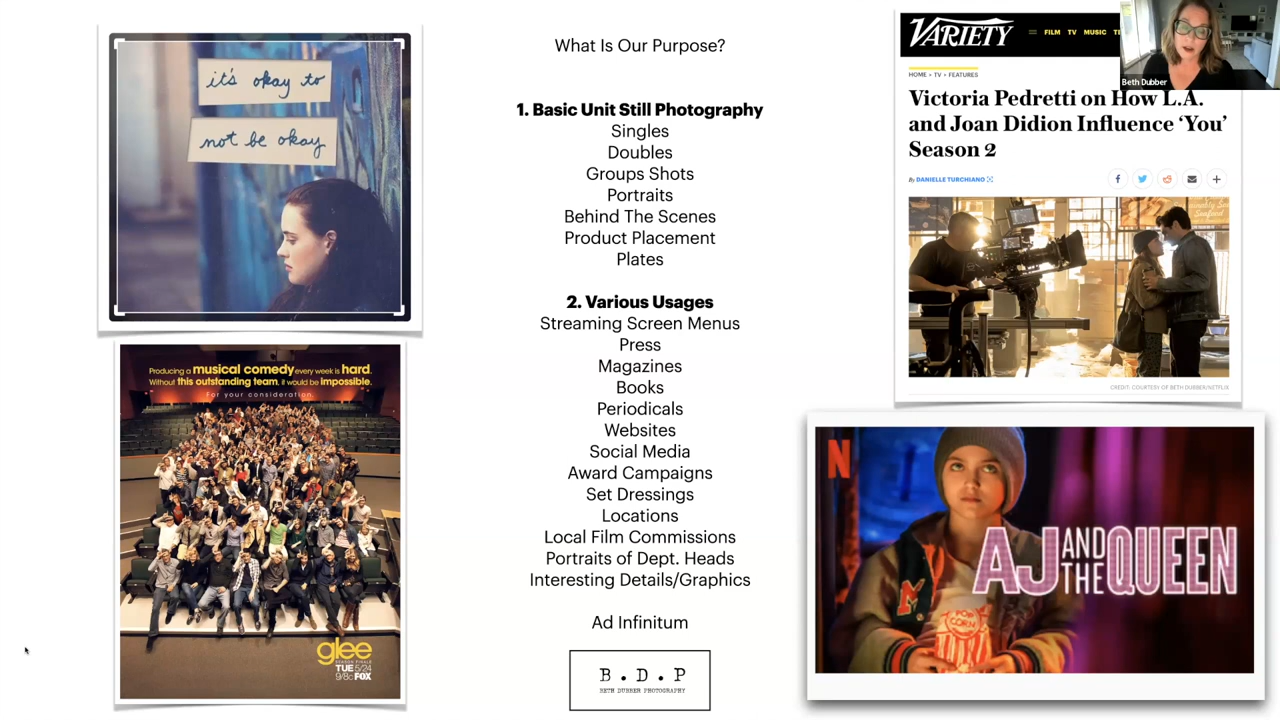 it's okay to
not be okay
Producing a musical comedy every week is hard.
Without this outstanding team, it would be impossible.
For your consideration.
glee
SEASON FINALE
TUE 5/24
9/8c FOX
What Is Our Purpose?
1. Basic Unit Still Photography
Singles
Doubles
Groups Shots
Portraits
Behind The Scenes
Product Placement
Plates
2. Various Usages
Streaming Screen Menus
Press
Magazines
Books
Periodicals
Websites
Social Media
Award Campaigns
Set Dressings
Locations
Local Film Commissions
Portraits of Dept. Heads
Interesting Details/Graphics
Ad Infinitum
B.D.P
BETH DUBBER PHOTOGRAPHY
VARIETY
FILM TV MUSIC
Beth Dubber
HOME > TV > FEATURES
Victoria Pedretti on How L.A.
and Joan Didion Influence ‘You’
Season 2
By DANIELLE TURCHIANO
Seafood
CREDIT: COURTESY OF BETH DUBBER/NETFLIX
N
M
POP
CORN
AJ AND THE QUEEN